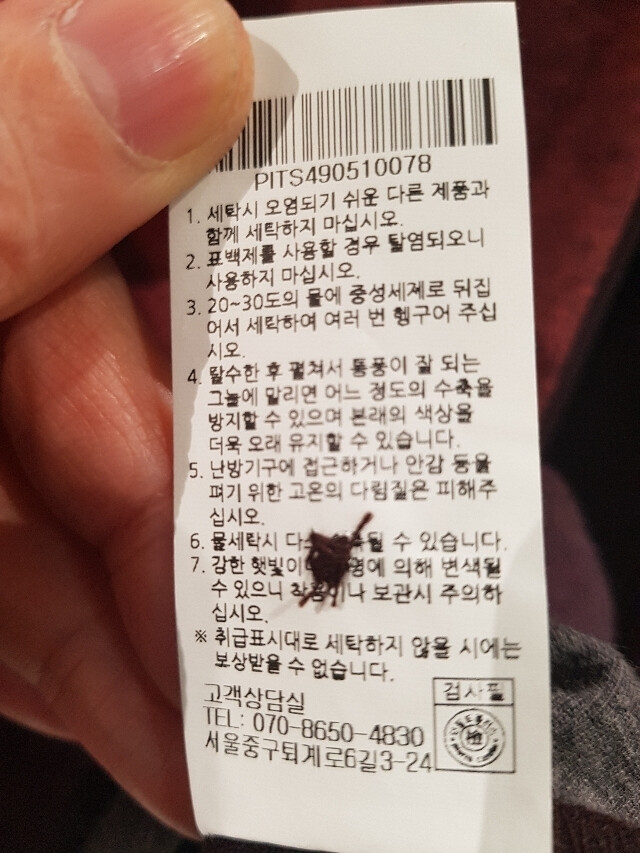 PITS490510078
1. 세탁시 오염되기 쉬운 다른 제품과
함께 세탁하지 마십시오.
2. 표백제를 사용할 경우 탈염되오니
사용하지 마십시오.
3. 20~30도의 물에 중성세제로 뒤집
어서 세탁하여 여러 번 헹구어 주십
시오.
4. 탈수한 후 펼쳐서 통풍이 잘 되는
그늘에 말리면 어느 정도의 수축을
방지할 수 있으며 본래의 색상을
더욱 오래 유지할 수 있습니다.
5. 난방기구에 접근하거나 안감 등을
펴기 위한 고온의 다림질은 피해주
십시오.
6. 물세탁시 수 있습니다.
7. 강한 의해 변색될
수 있으니 보관시 주의하
십시오.
※ 취급표시대로 세탁하지 않을 시에는
보상받을 수 없습니다.
고객상담실
TEL: 070-8650-4830
서울중구퇴계로6길3-24
검사필